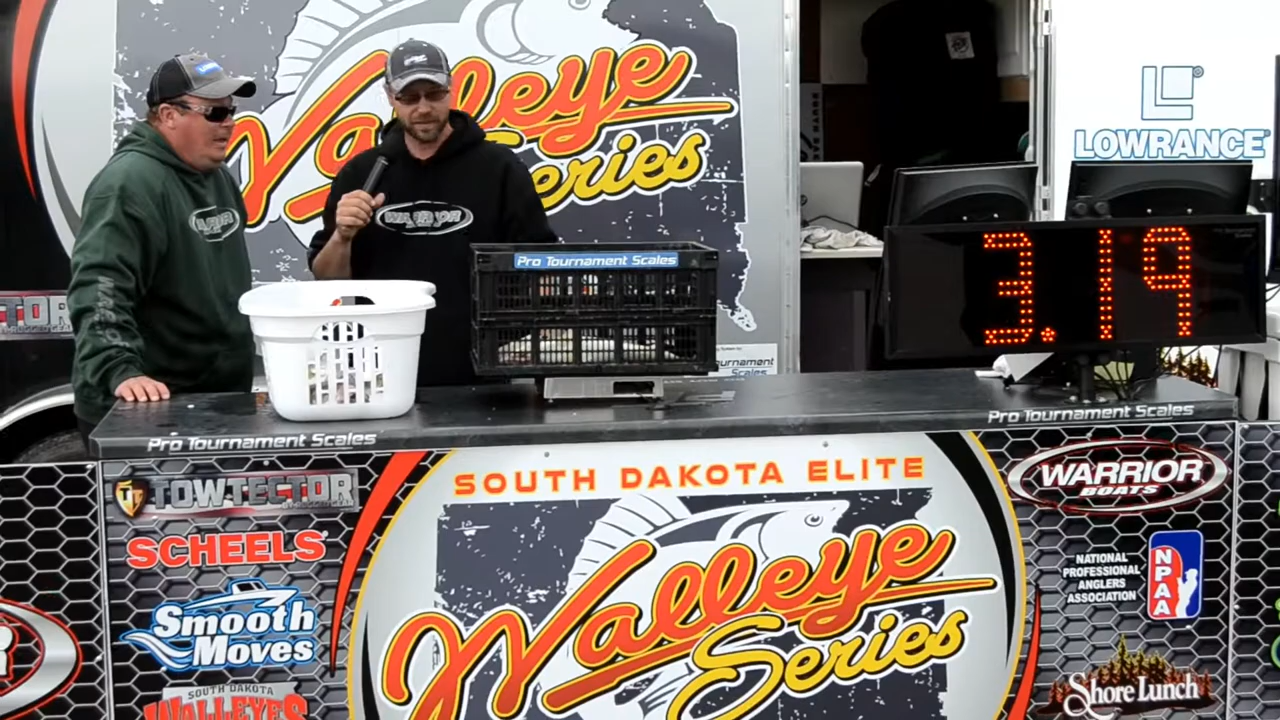 Walleye
Series
LOWRANCE
WARRIOR
Pro Tournament Scales
3.19
TOR
Pro Tournament Scales
Pro Tournament Scales
SOUTH DAKOTA ELITE
Walleye
Series
TOWTECTOR
SCHEELS
Smooth
Moves
SOUTH DAKOTA
WALLEYES
WARRIOR
BOATS
NATIONAL
PROFESSIONAL
ANGLERS
ASSOCIATION
NPAA
Shore Lunch